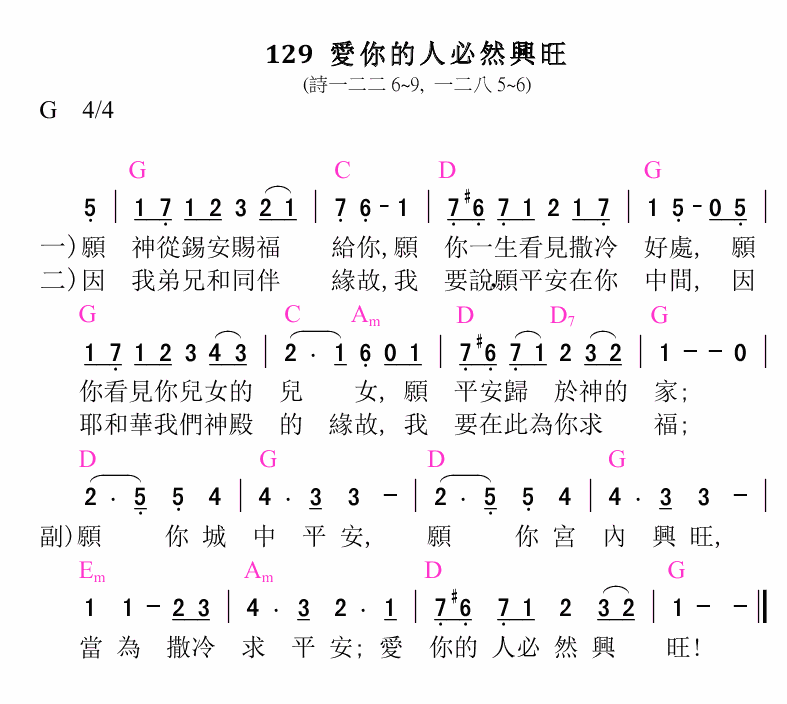 129 愛你的人必然興旺
(詩一二二 6~9, 一二八 5~6)
G 4/4
G C D G
5 | 1 7 1 2 3 2 1 | 7 6 - 1 | 7 #6 7 1 2 1 7 | 1 5 - 0 5 |
一)願 神從錫安賜福 給你,願 你一生看見撒冷 好處, 願
二)因 我弟兄和同伴 緣故,我 要說,願平安在你 中間, 因
G C Am D D7 G
1 7 1 2 3 4 3 | 2 · 1 6 0 1 | 7 #6 7 1 2 3 2 | 1 - - 0 |
你看見你兒女的 兒 女, 願 平安歸 於神的 家;
耶和華我們神殿 的 緣故, 我 要在此為你求 福;
D G D G
2 · 5 5 4 | 4 · 3 3 - | 2 · 5 5 4 | 4 · 3 3 - |
副)願 你 城 中 平 安, 願 你 宮 內 興 旺,
Em Am D G
1 1 - 2 3 | 4 · 3 2 · 1 | 7 #6 7 1 2 3 2 | 1 - - ||
當 為 撒冷 求 平 安; 愛 你的 人必 然 興 旺!